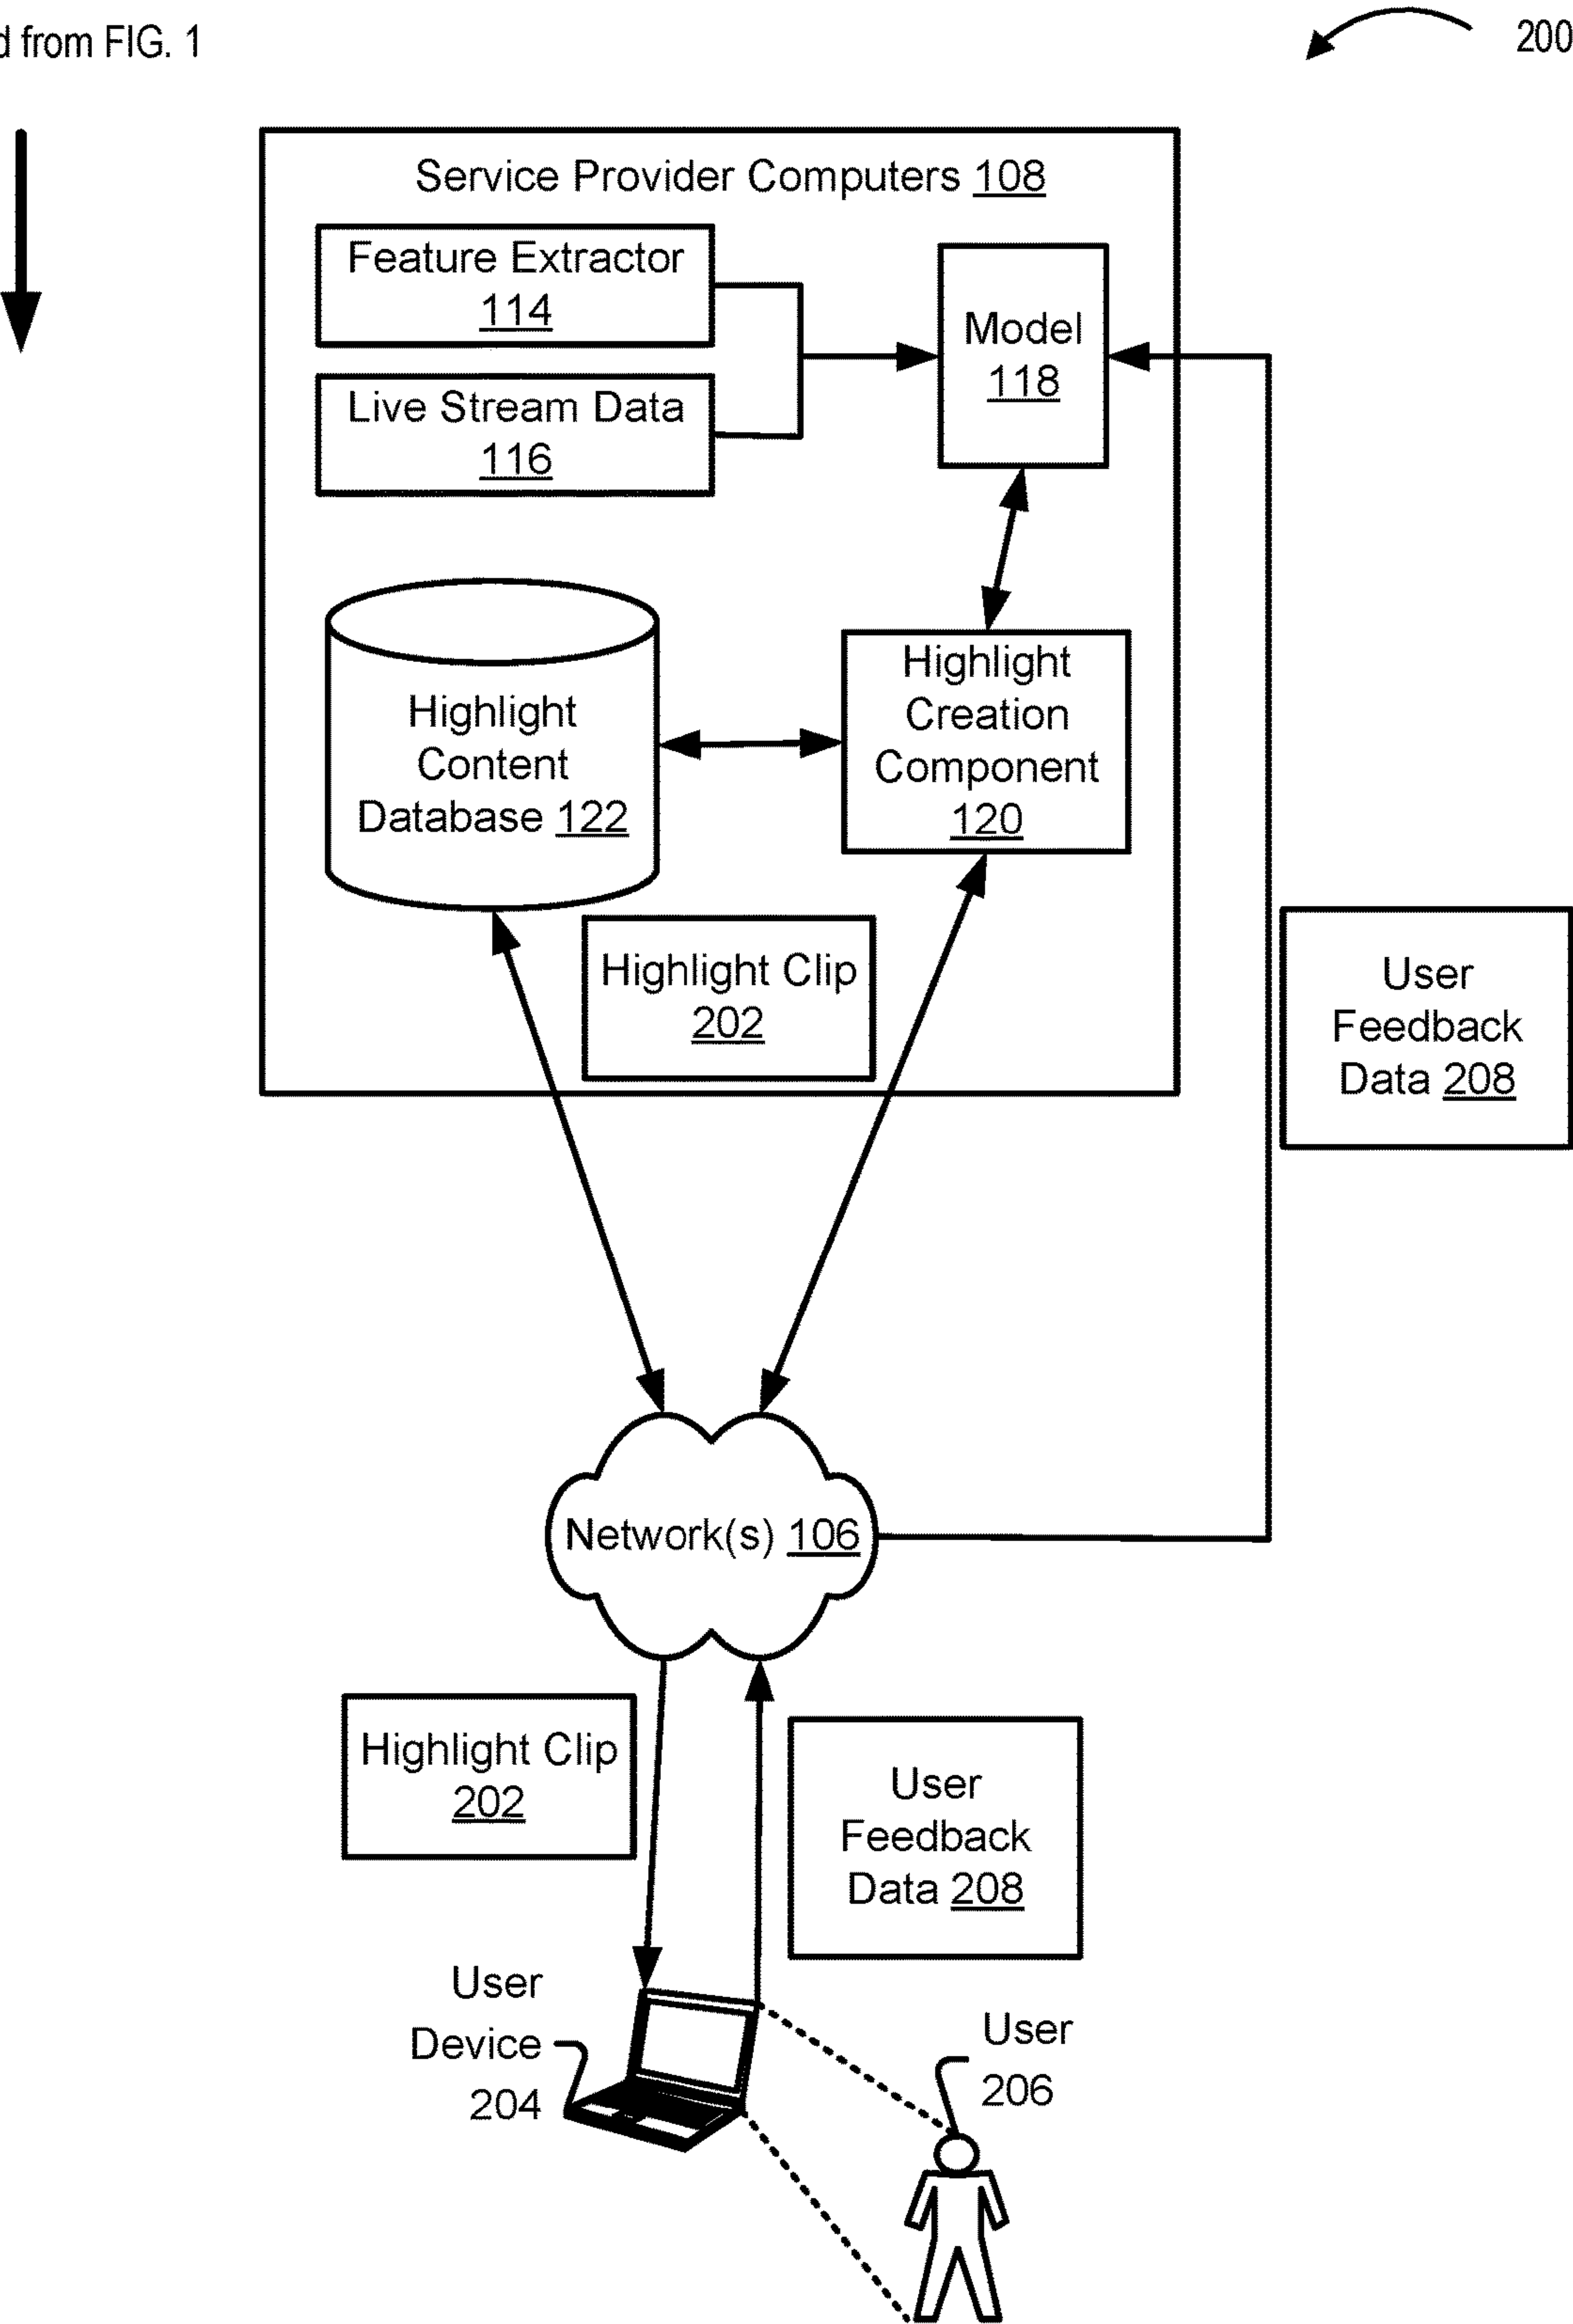 d from FIG. 1
200
Service Provider Computers 108
Feature Extractor
114
Live Stream Data
116
Model
118
Highlight
Content
Database 122
Highlight
Creation
Component
120
Highlight Clip
202
User
Feedback
Data 208
Network(s) 106
Highlight Clip
202
User
Feedback
Data 208
User
Device
204
User
206